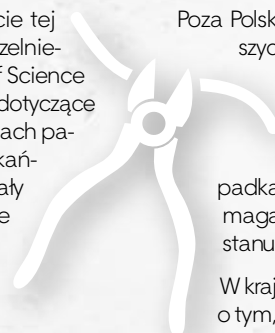 cie tej
zelnie-
f Science
dotyczące
ach pa-
kań-
ały
e
Poza Polsk
szyc
padka
maga
stanu
W kraj
o tym,